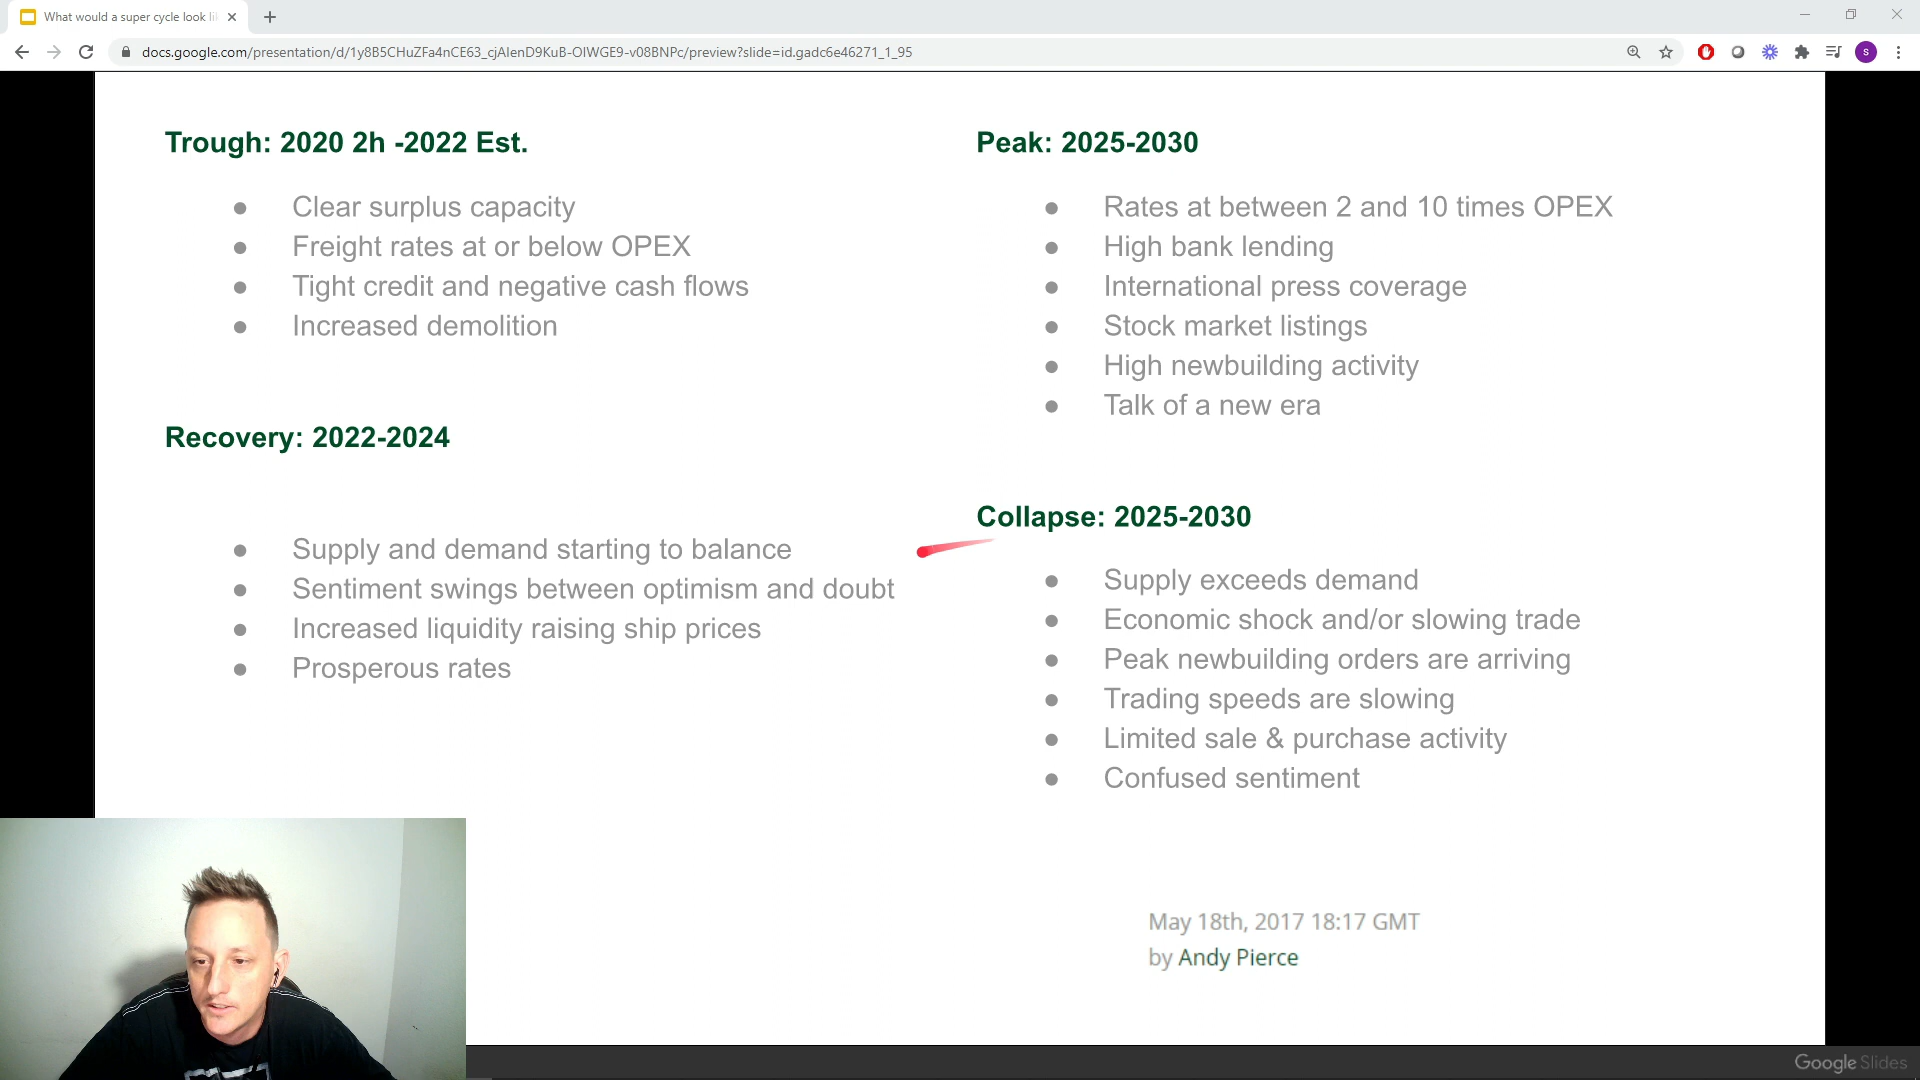 What would a super cycle look li
docs.google.com/presentation/d/1y8B5CHuZFa4nCE63_cjAIenD9KuB-OIWGE9-v08BNPc/preview?slide=id.gadc6e46271_1_95
S
Trough: 2020 2h -2022 Est.
● Clear surplus capacity
● Freight rates at or below OPEX
● Tight credit and negative cash flows
● Increased demolition
Recovery: 2022-2024
● Supply and demand starting to balance
● Sentiment swings between optimism and doubt
● Increased liquidity raising ship prices
● Prosperous rates
Peak: 2025-2030
● Rates at between 2 and 10 times OPEX
● High bank lending
● International press coverage
● Stock market listings
● High newbuilding activity
● Talk of a new era
Collapse: 2025-2030
● Supply exceeds demand
● Economic shock and/or slowing trade
● Peak newbuilding orders are arriving
● Trading speeds are slowing
● Limited sale & purchase activity
● Confused sentiment
May 18th, 2017 18:17 GMT
by Andy Pierce
Google Slides